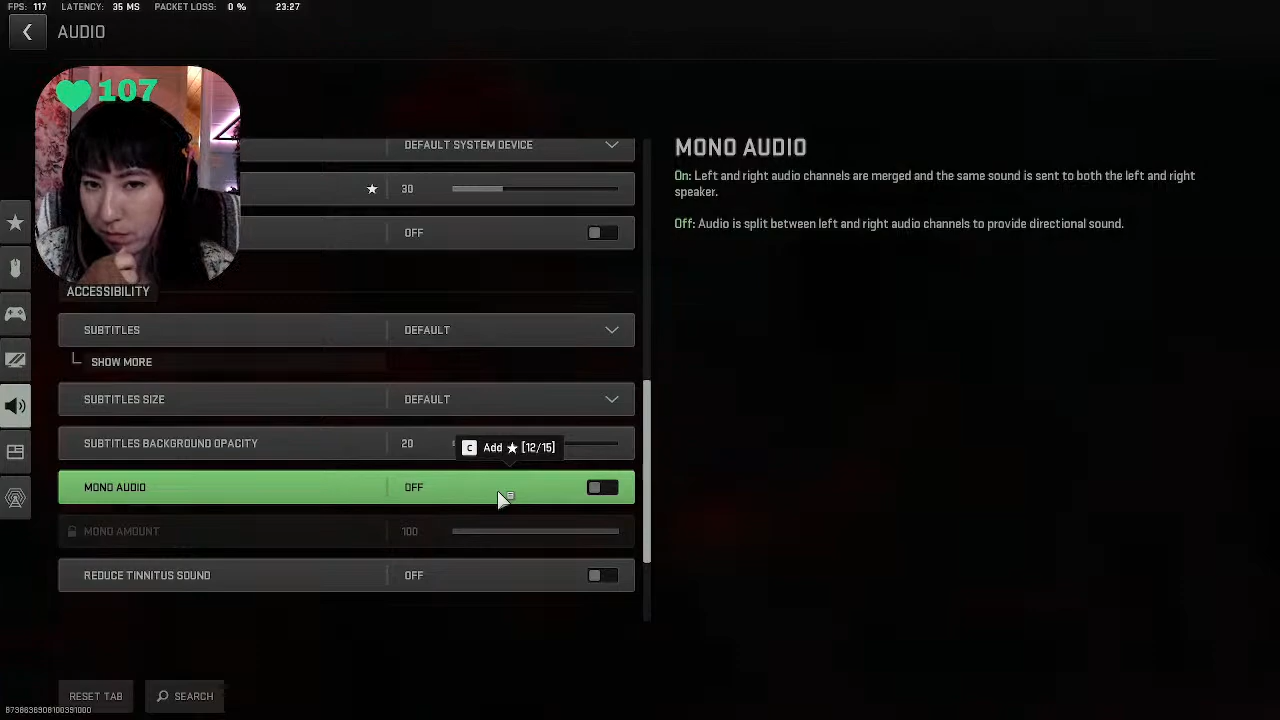 FPS: 117 LATENCY: 35 MS PACKET LOSS: 0 % 23:27
AUDIO
107
DEFAULT SYSTEM DEVICE
30
OFF
ACCESSIBILITY
SUBTITLES DEFAULT
SHOW MORE
SUBTITLES SIZE DEFAULT
SUBTITLES BACKGROUND OPACITY 20
C Add ★ [12/15]
MONO AUDIO OFF
MONO AMOUNT 100
REDUCE TINNITUS SOUND OFF
RESET TAB SEARCH
MONO AUDIO
On: Left and right audio channels are merged and the same sound is sent to both the left and right
speaker.
Off: Audio is split between left and right audio channels to provide directional sound.